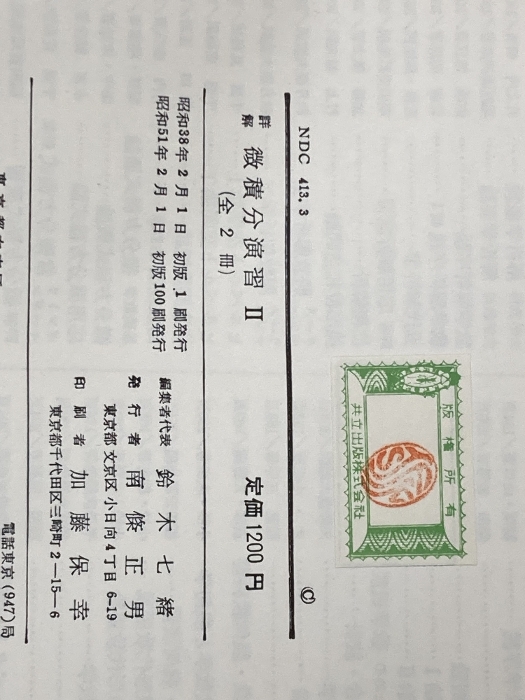 NDC 413.3
©
詳解 微積分演習 II
(全2冊)
定価1200円
昭和38年2月1日 初版1刷発行
昭和51年2月1日 初版100刷発行
編集者代表 鈴木七緒
発行者 南條正男
東京都文京区小日向4丁目6-19
印刷者 加藤保幸
東京都千代田区三崎町2-15-6
電話東京(947)局
版権所有
共立出版株式会社